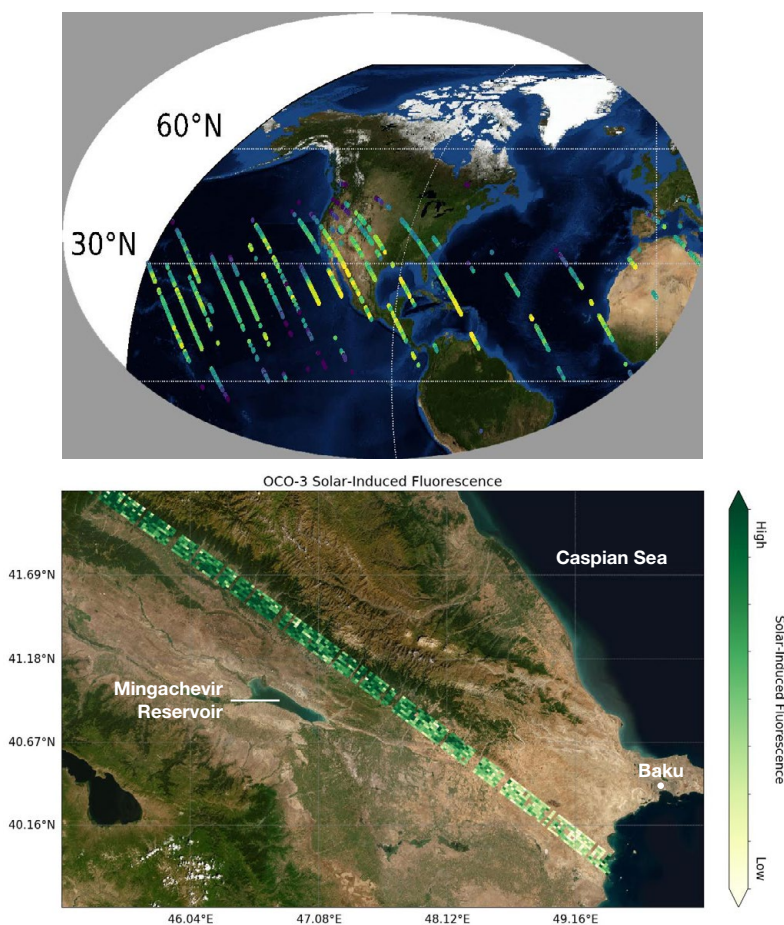 60°N
30°N
OCO-3 Solar-Induced Fluorescence
High
Caspian Sea
41.69°N
41.18°N
Mingachevir
Reservoir
Solar-Induced Fluorescence
40.67°N
Baku
40.16°N
Low
46.04°E
47.08°E
48.12°E
49.16°E